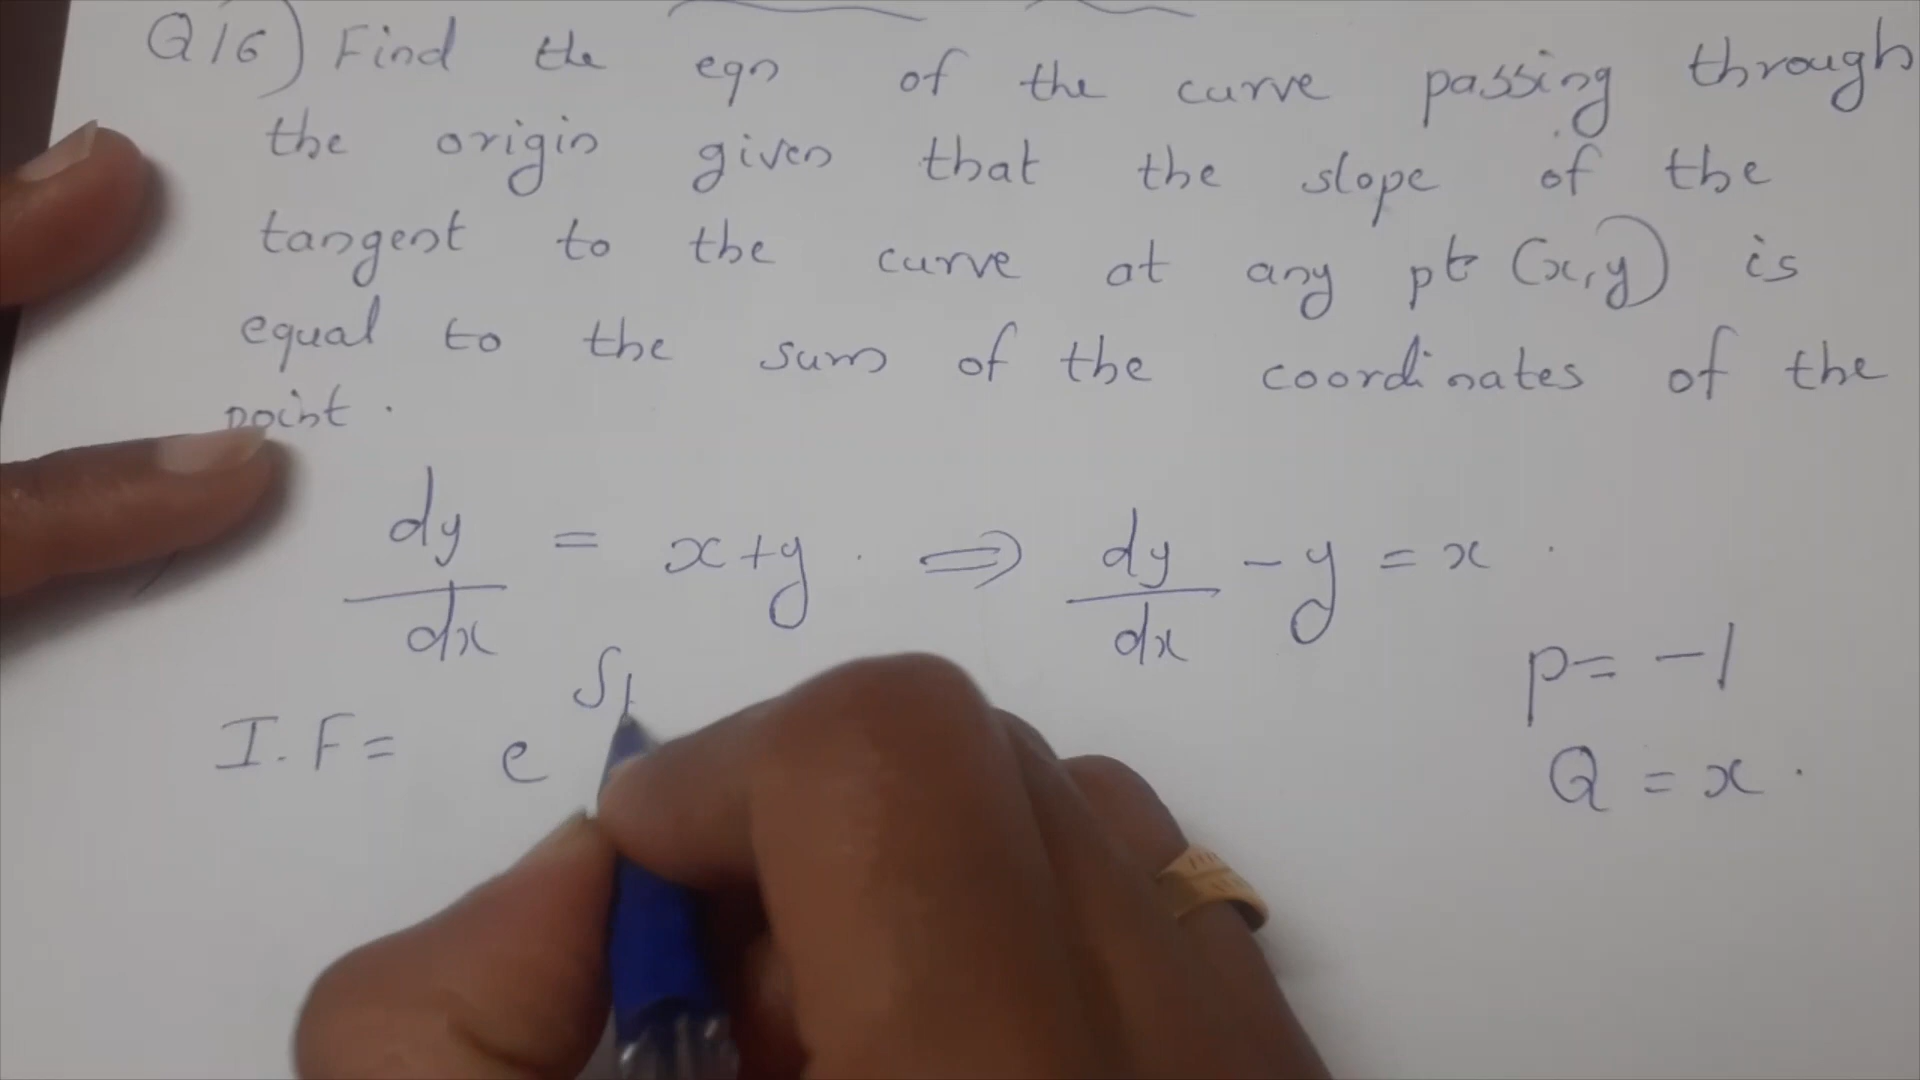 Q16) Find the eqn of the curve passing through
the origin given that the slope of the
tangent to the curve at any pt (x,y) is
equal to the sum of the coordinates of the
point.
dy/dx = x+y. ⇒ dy/dx - y = x.
P = -1
I.F = e^∫
Q = x.